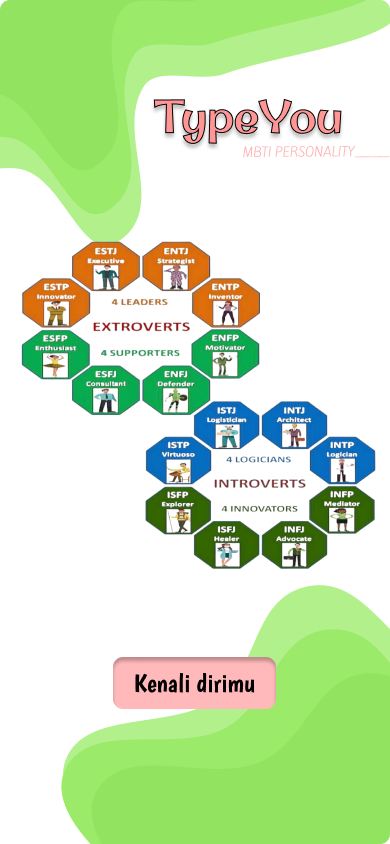 TypeYou
MBTI PERSONALITY_____
ESTJ
Executive
ENTJ
Strategist
ESTP
Innovator
4 LEADERS
ENTP
Inventor
EXTROVERTS
ESFP
Enthusiast
4 SUPPORTERS
ENFP
Motivator
ESFJ
Consultant
ENFJ
Defender
ISTJ
Logistician
INTJ
Architect
ISTP
Virtuoso
4 LOGICIANS
INTP
Logician
INTROVERTS
ISFP
Explorer
4 INNOVATORS
INFP
Mediator
ISFJ
Healer
INFJ
Advocate
Kenali dirimu